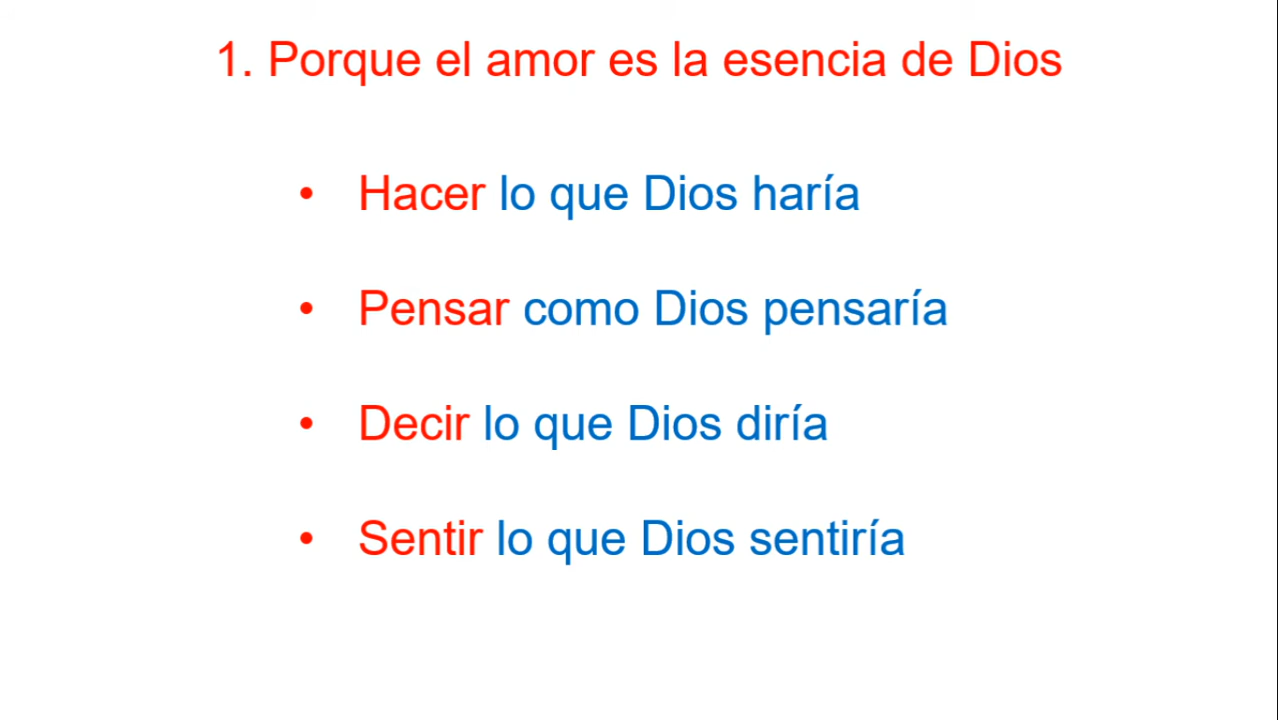 1. Porque el amor es la esencia de Dios
• Hacer lo que Dios haría
• Pensar como Dios pensaría
• Decir lo que Dios diría
• Sentir lo que Dios sentiría